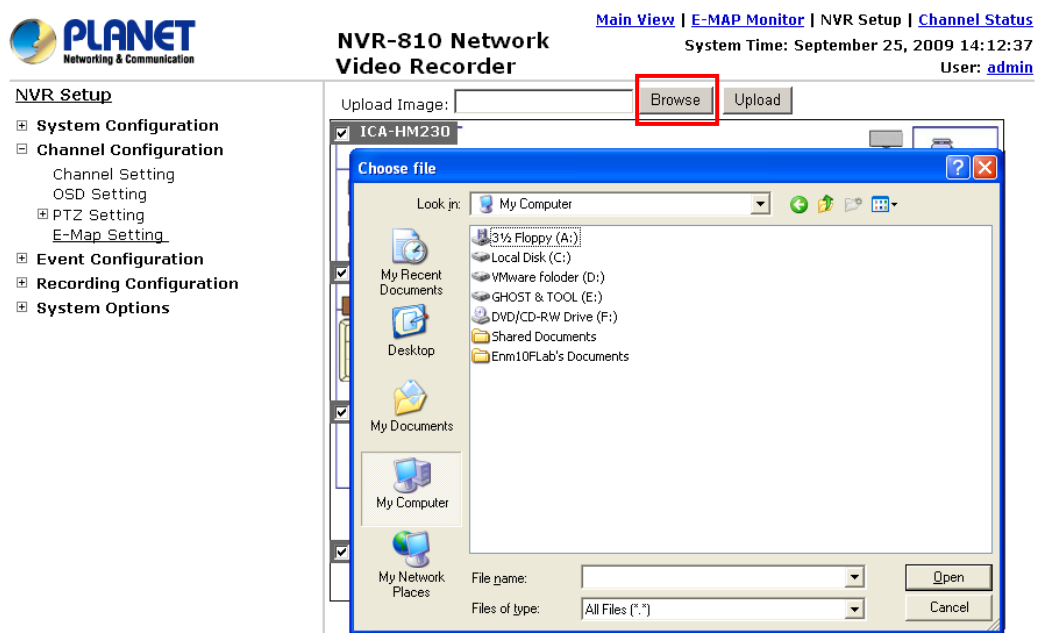 PLANET
Networking & Communication
NVR-810 Network
Video Recorder
Main View | E-MAP Monitor | NVR Setup | Channel Status
System Time: September 25, 2009 14:12:37
User: admin
NVR Setup
System Configuration
Channel Configuration
Channel Setting
OSD Setting
PTZ Setting
E-Map Setting
Event Configuration
Recording Configuration
System Options
Upload Image:
Browse
Upload
ICA-HM230
Choose file
Look in:
My Computer
My Recent
Documents
Desktop
My Documents
My Computer
My Network
Places
3½ Floppy (A:)
Local Disk (C:)
VMware foloder (D:)
GHOST & TOOL (E:)
DVD/CD-RW Drive (F:)
Shared Documents
Enm10FLab's Documents
File name:
Open
Files of type:
All Files (*.*)
Cancel